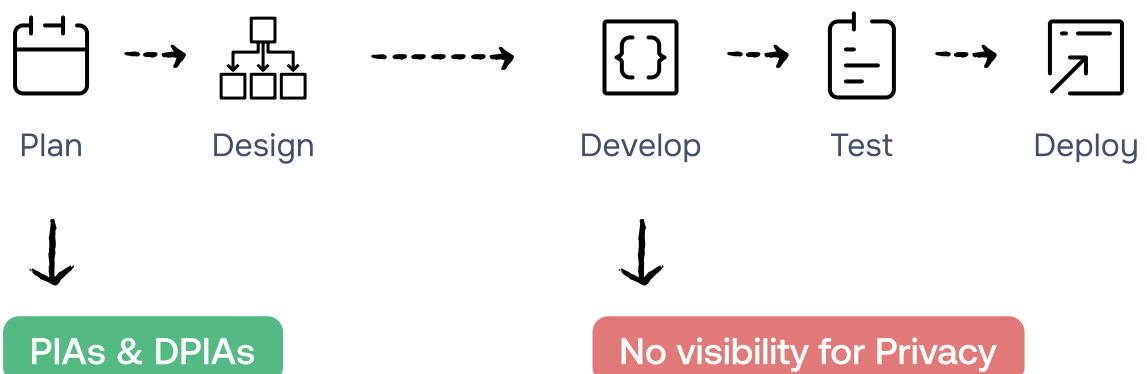 Plan
Design
Develop
Test
Deploy
PIAs & DPIAs
No visibility for Privacy